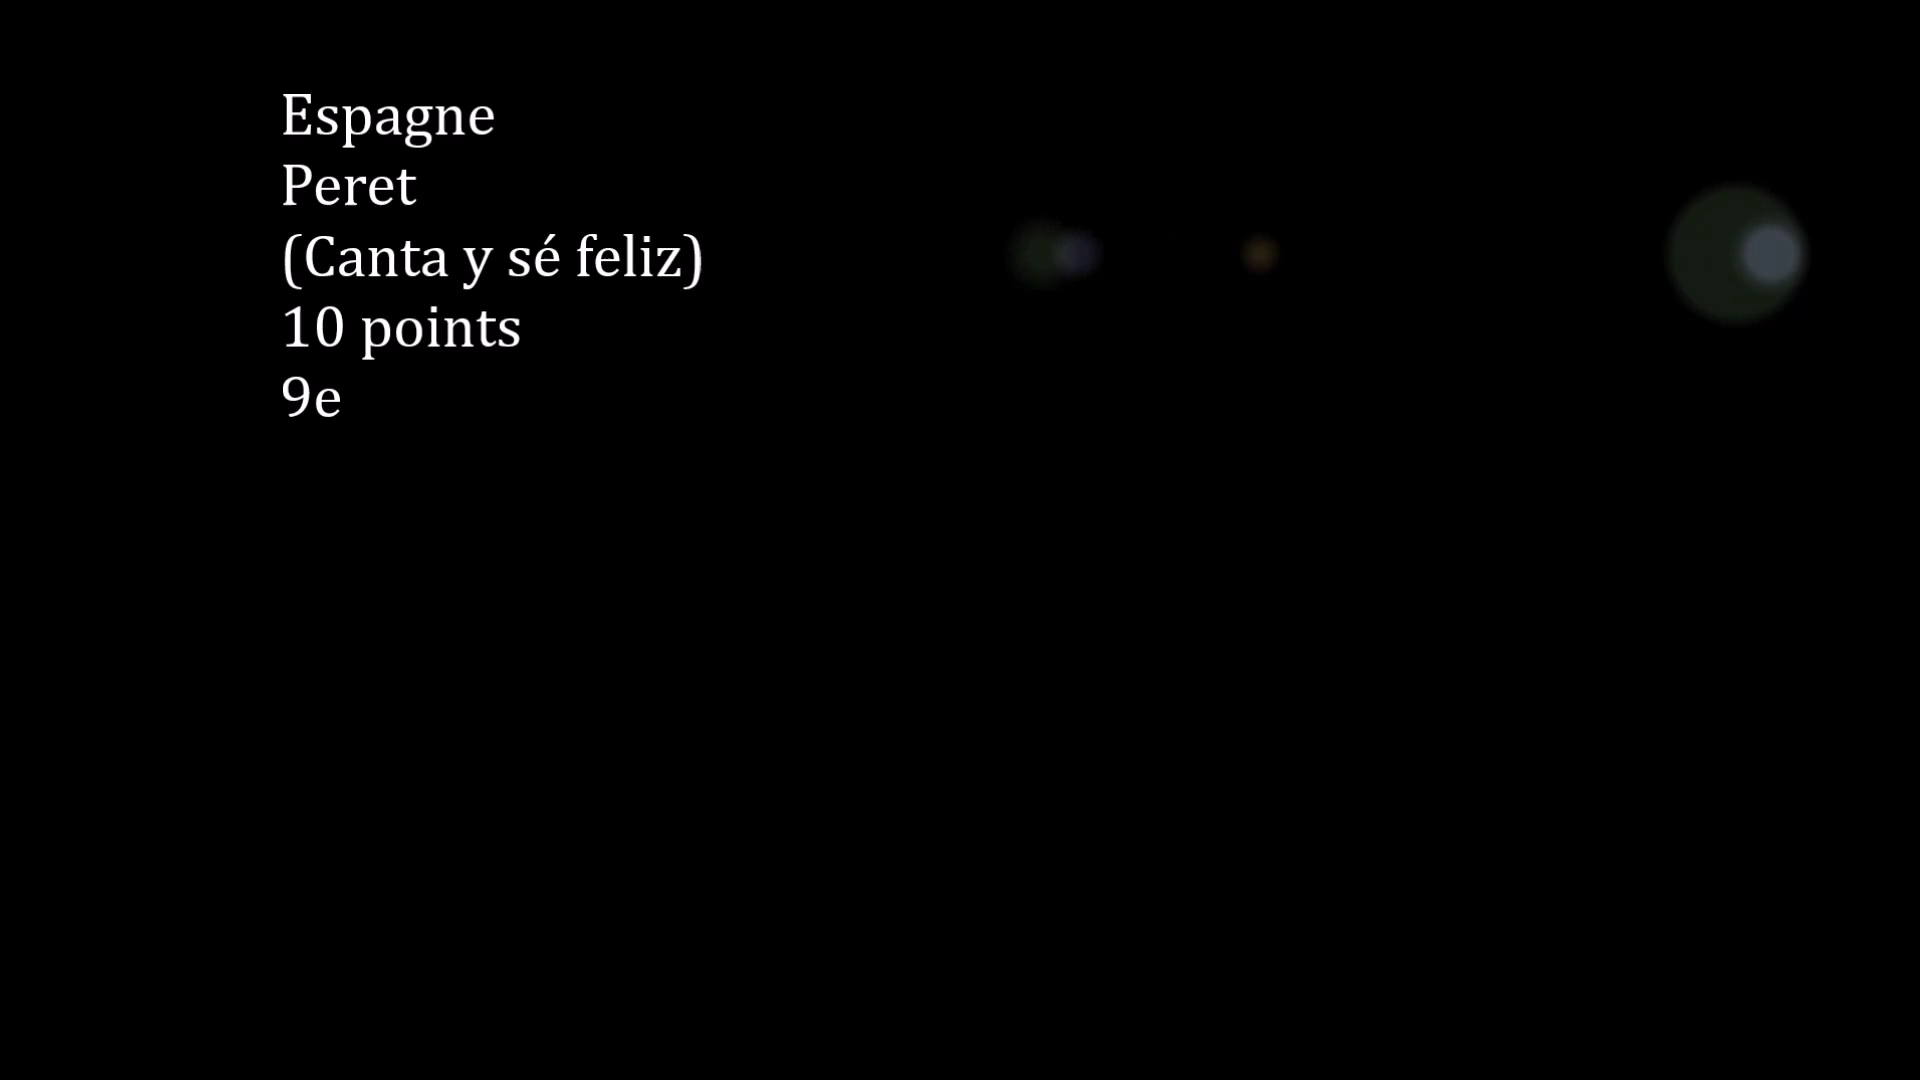 Espagne
Peret
(Canta y sé feliz)
10 points
9e